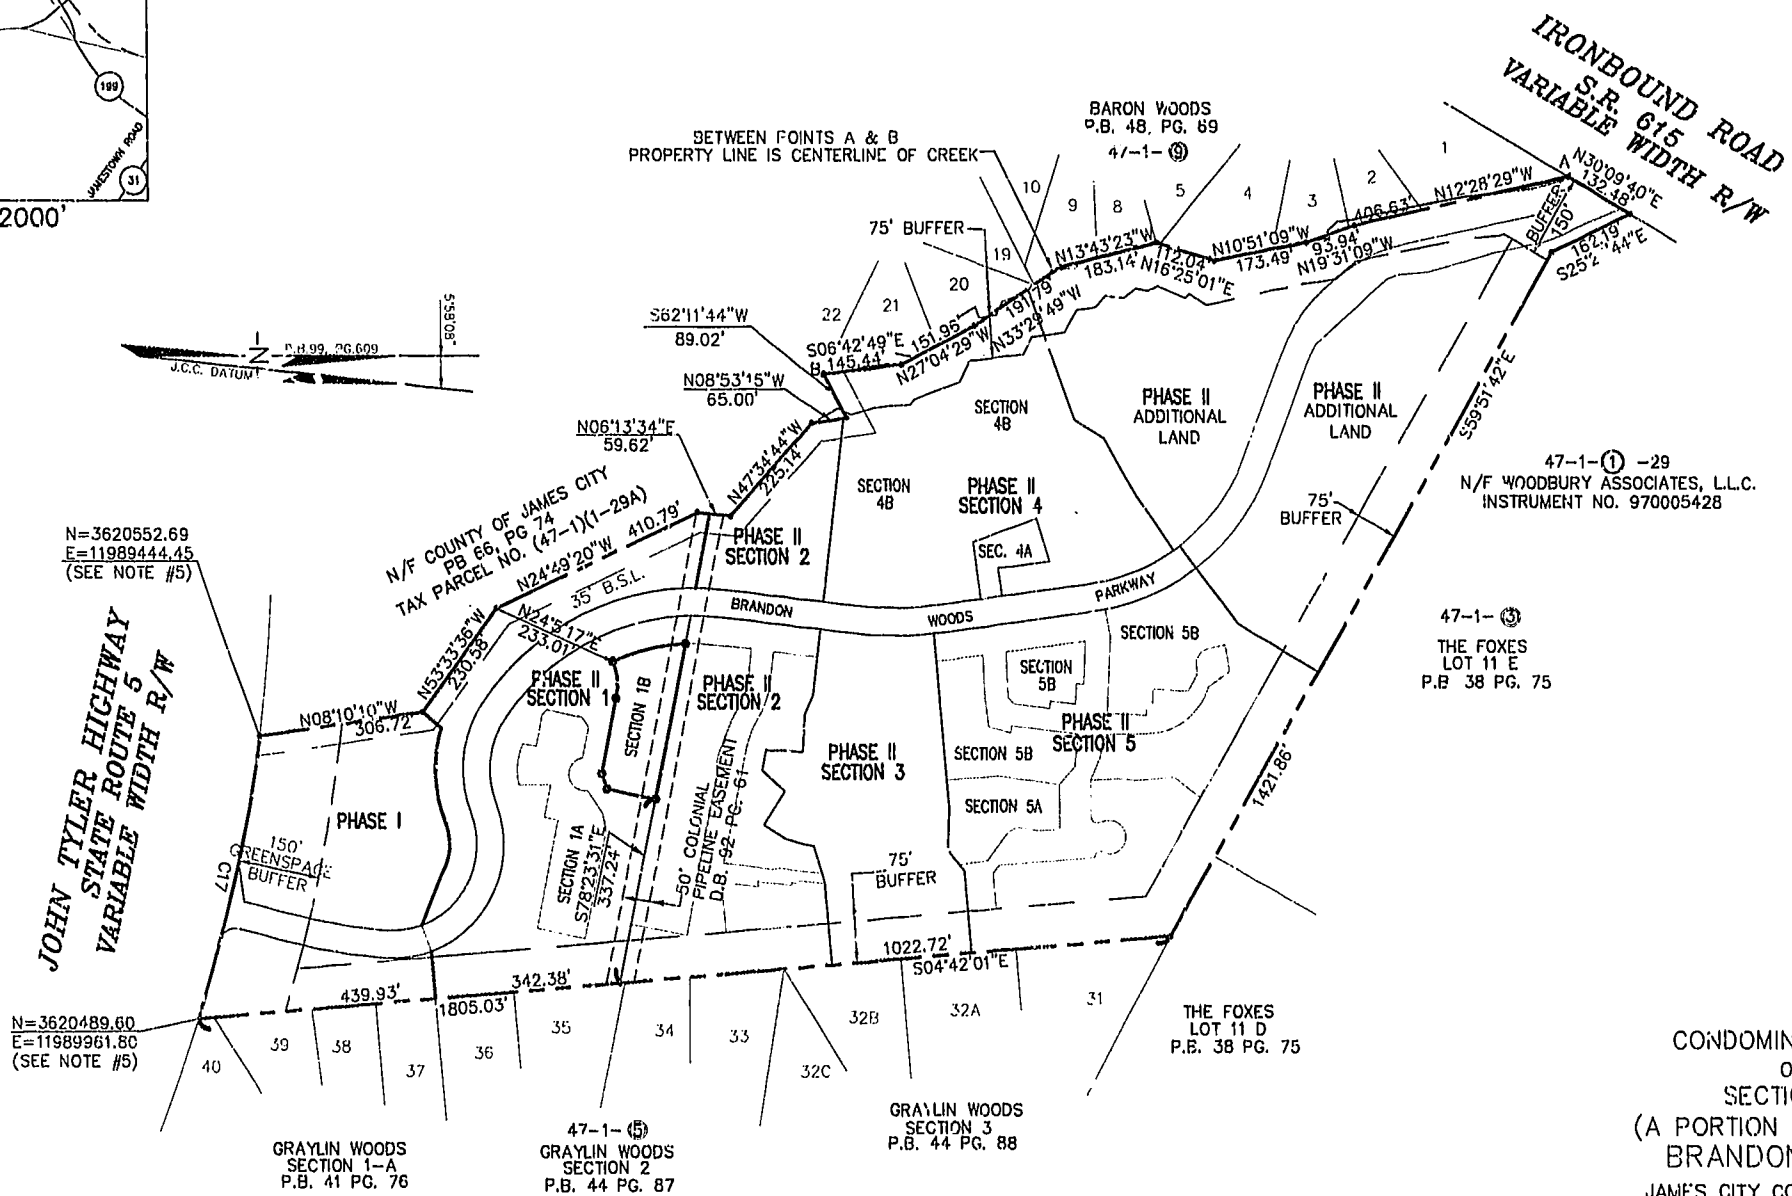 199
JAMESTOWN ROAD
31
2000'
IRONBOUND ROAD
S.R. 615
VARIABLE WIDTH R/W
BARON WOODS
P.B. 48, PG. 69
47-1-(9)
BETWEEN POINTS A & B
PROPERTY LINE IS CENTERLINE OF CREEK
10
9
8
5
4
3
2
1
N12°28'29"W
406.63'
A
N30°09'40"E
132.48'
BUFFER
150'
162.19'
75' BUFFER
19
20
21
22
N13°43'23"W
183.14'
112.04'
N16°25'01"E
N10°51'09"W
173.49'
93.94'
N19°31'09"W
191.79'
N33°29'49"W
151.96'
N27°04'29"W
S06°42'49"E
B 145.44'
S62°11'44"W
89.02'
N08°53'15"W
65.00'
N06°13'34"E
59.62'
N47°34'44"W
225.14'
5°58'08"
N
P.B.99, PG.609
J.C.C. DATUM
N/F COUNTY OF JAMES CITY
PB 66, PG 74
TAX PARCEL NO. (47-1)(1-29A)
N24°49'20"W 410.79'
35' B.S.L.
N=3620552.69
E=11989444.45
(SEE NOTE #5)
N53°33'36"W
230.58'
233.01'
N08°10'10"W
306.72'
JOHN TYLER HIGHWAY
STATE ROUTE 5
VARIABLE WIDTH R/W
PHASE I
150'
GREENSPACE
BUFFER
C17
PHASE II
SECTION 1
SECTION 1B
SECTION 1A
S78°23'31"E
337.24'
PHASE II
SECTION 2
PHASE II
SECTION 2
50' COLONIAL
PIPELINE EASEMENT
D.B. 92 PG. 61
BRANDON WOODS PARKWAY
SECTION
4B
SECTION
4B
PHASE II
SECTION 4
SEC. 4A
PHASE II
ADDITIONAL
LAND
PHASE II
ADDITIONAL
LAND
S59°51'42"E
1421.86'
75'
BUFFER
47-1-(1) -29
N/F WOODBURY ASSOCIATES, L.L.C.
INSTRUMENT NO. 970005428
47-1-(3)
THE FOXES
LOT 11 E
P.B 38 PG. 75
SECTION 5B
SECTION
5B
PHASE II
SECTION 5
SECTION 5B
SECTION 5A
PHASE II
SECTION 3
75'
BUFFER
1022.72'
S04°42'01"E
342.38'
439.93'
1805.03'
N=3620489.60
E=11989961.80
(SEE NOTE #5)
40
39
38
37
36
35
34
33
32C
32B
32A
31
THE FOXES
LOT 11 D
P.B. 38 PG. 75
GRAYLIN WOODS
SECTION 1-A
P.B. 41 PG. 76
47-1-(5)
GRAYLIN WOODS
SECTION 2
P.B. 44 PG. 87
GRAYLIN WOODS
SECTION 3
P.B. 44 PG. 88
CONDOMIN
O
SECTI
(A PORTION
BRANDON
JAMES CITY CO